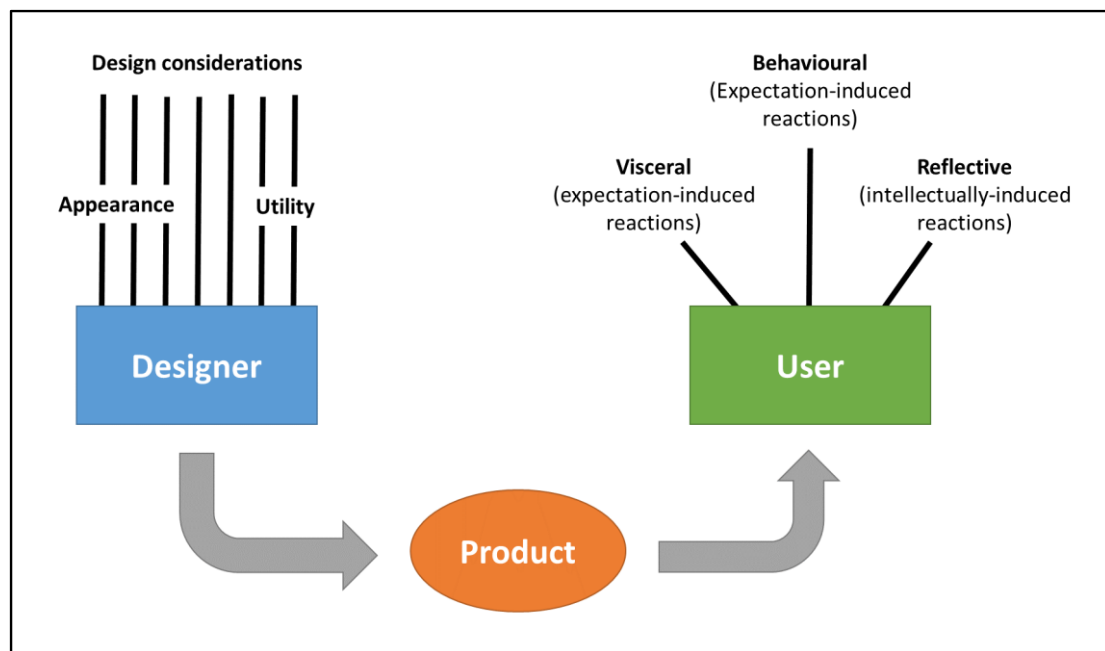 Design considerations
Appearance
Utility
Designer
Behavioural
(Expectation-induced
reactions)
Visceral
(expectation-induced
reactions)
Reflective
(intellectually-induced
reactions)
User
Product